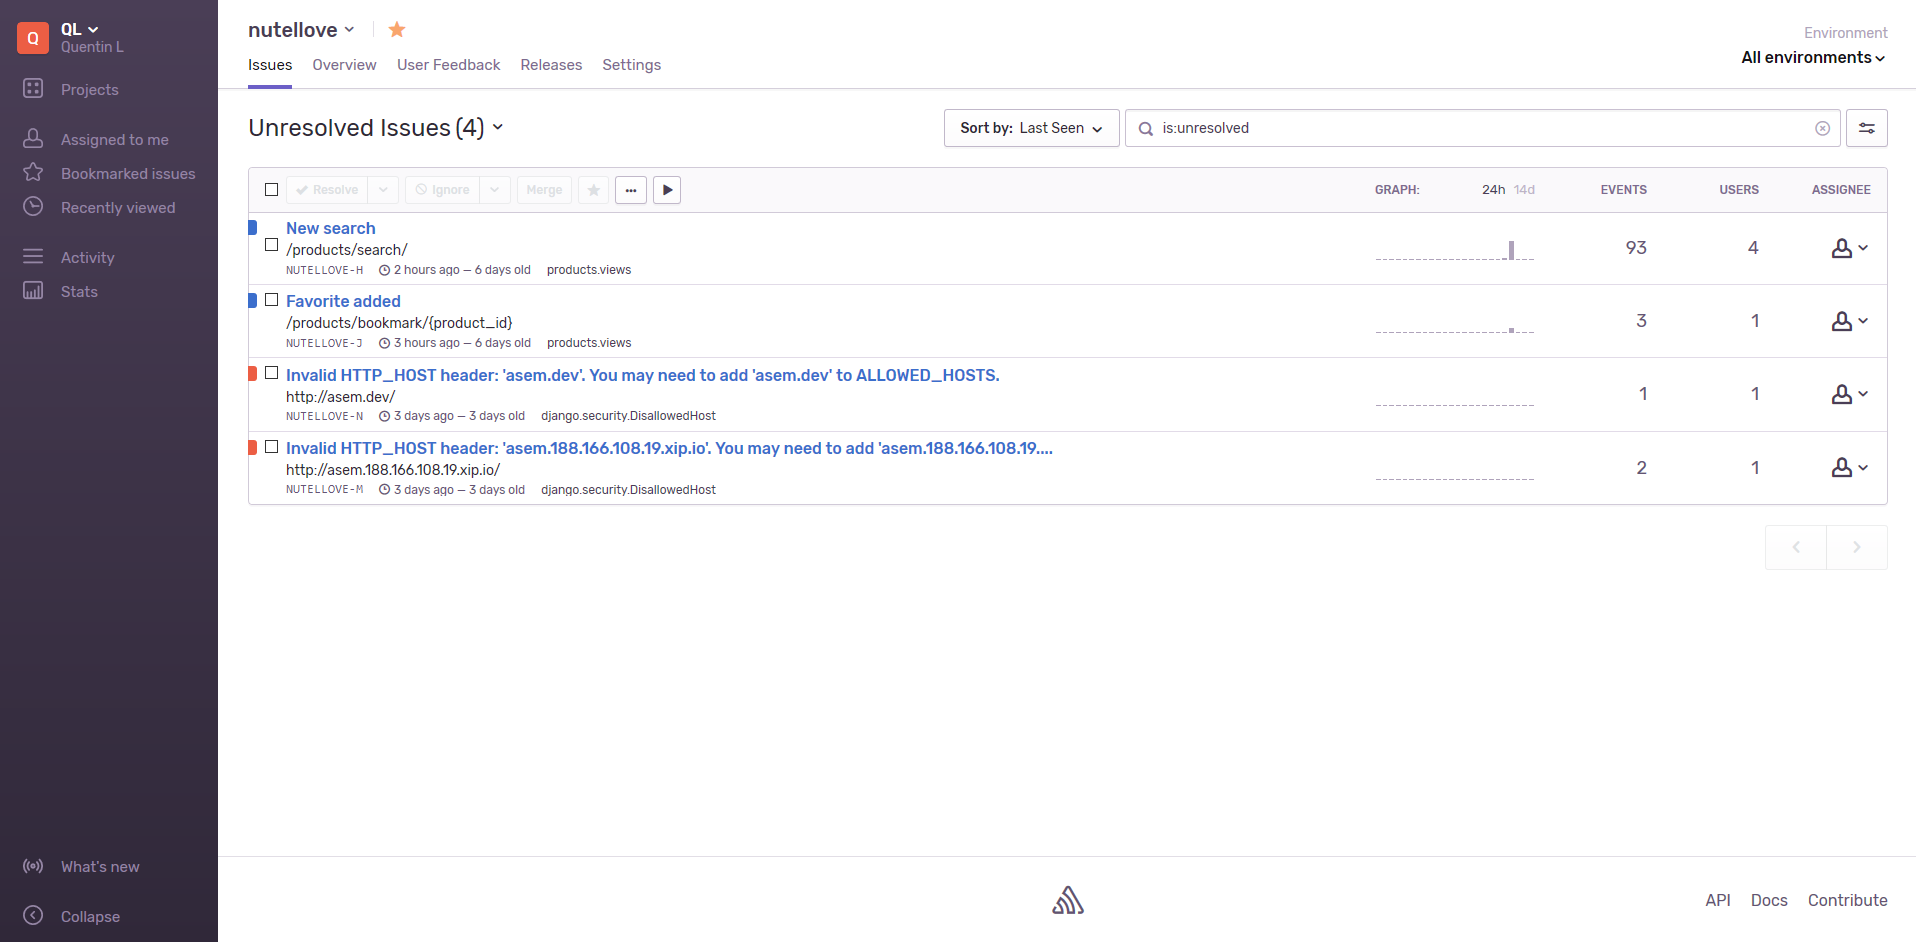 Q
QL
Quentin L
Projects
Assigned to me
Bookmarked issues
Recently viewed
Activity
Stats
What's new
Collapse
nutellove
Issues Overview User Feedback Releases Settings
Environment
All environments
Unresolved Issues (4)
Sort by: Last Seen
is:unresolved
Resolve Ignore Merge GRAPH: 24h 14d EVENTS USERS ASSIGNEE
New search
/products/search/
NUTELLOVE-H 2 hours ago — 6 days old products.views
93 4
Favorite added
/products/bookmark/{product_id}
NUTELLOVE-J 3 hours ago — 6 days old products.views
3 1
Invalid HTTP_HOST header: 'asem.dev'. You may need to add 'asem.dev' to ALLOWED_HOSTS.
http://asem.dev/
NUTELLOVE-N 3 days ago — 3 days old django.security.DisallowedHost
1 1
Invalid HTTP_HOST header: 'asem.188.166.108.19.xip.io'. You may need to add 'asem.188.166.108.19....
http://asem.188.166.108.19.xip.io/
NUTELLOVE-M 3 days ago — 3 days old django.security.DisallowedHost
2 1
API Docs Contribute